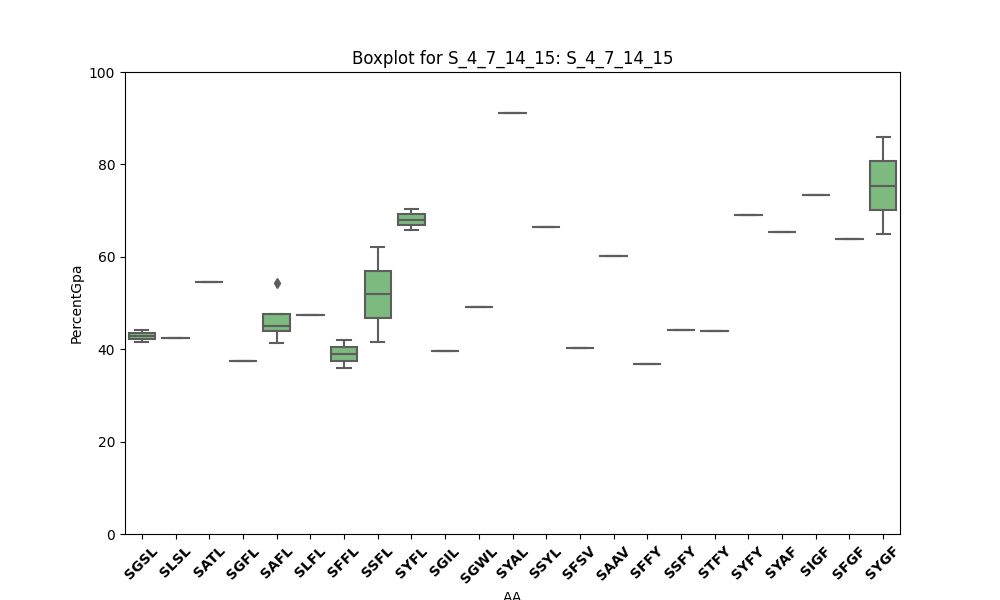 Boxplot for S_4_7_14_15: S_4_7_14_15
100
80
60
40
20
0
PercentGpa
SGSL SLSL SATL SGFL SAFL SLFL SFFL SSFL SYFL SGIL SGWL SYAL SSYL SFSV SAAV SFFY SSFY STFY SYFY SYAF SIGF SFGF SYGF
AA